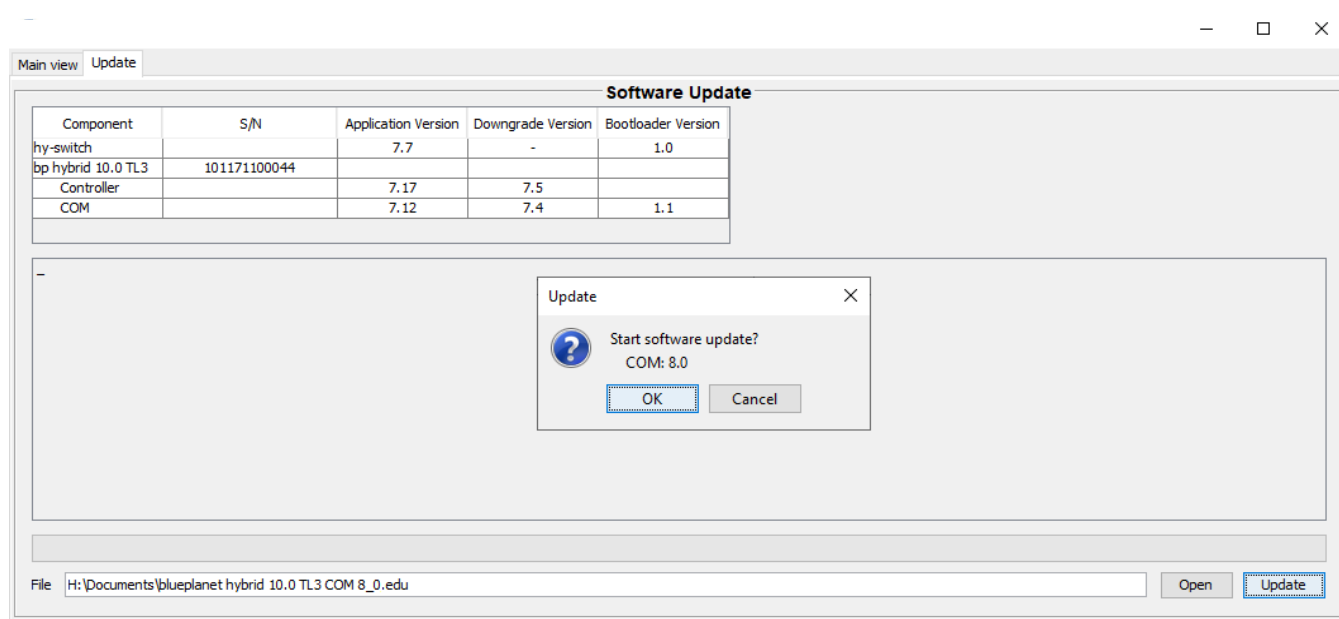 Main view Update
Software Update
Component S/N Application Version Downgrade Version Bootloader Version
hy-switch 7.7 - 1.0
bp hybrid 10.0 TL3 101171100044
Controller 7.17 7.5
COM 7.12 7.4 1.1
–
Update
Start software update?
COM: 8.0
OK Cancel
File H:\Documents\blueplanet hybrid 10.0 TL3 COM 8_0.edu Open Update